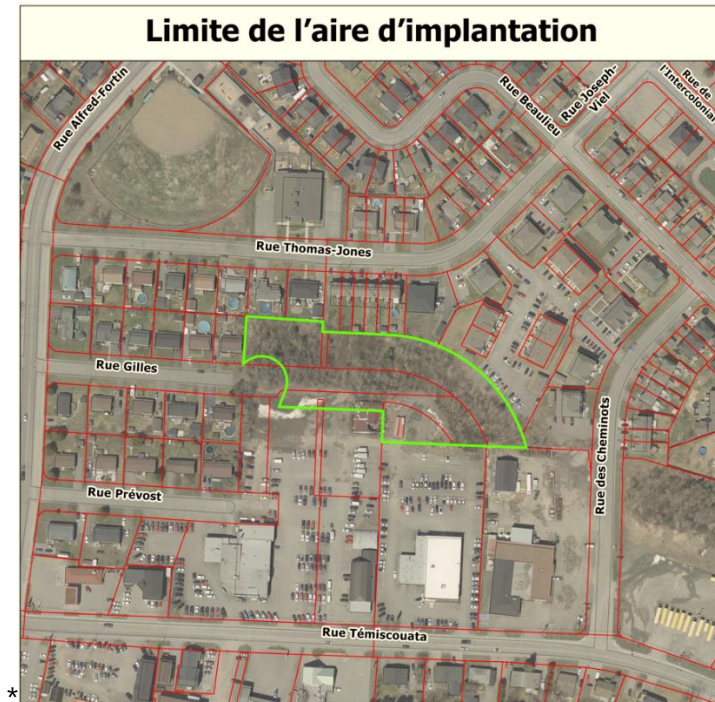 Limite de l’aire d’implantation
Rue Alfred-Fortin
Rue Beaulieu
Rue Joseph-
Viel
Rue de
l'Intercolonial
Rue Thomas-Jones
Rue Gilles
Rue des Cheminots
Rue Prévost
Rue Témiscouata
*